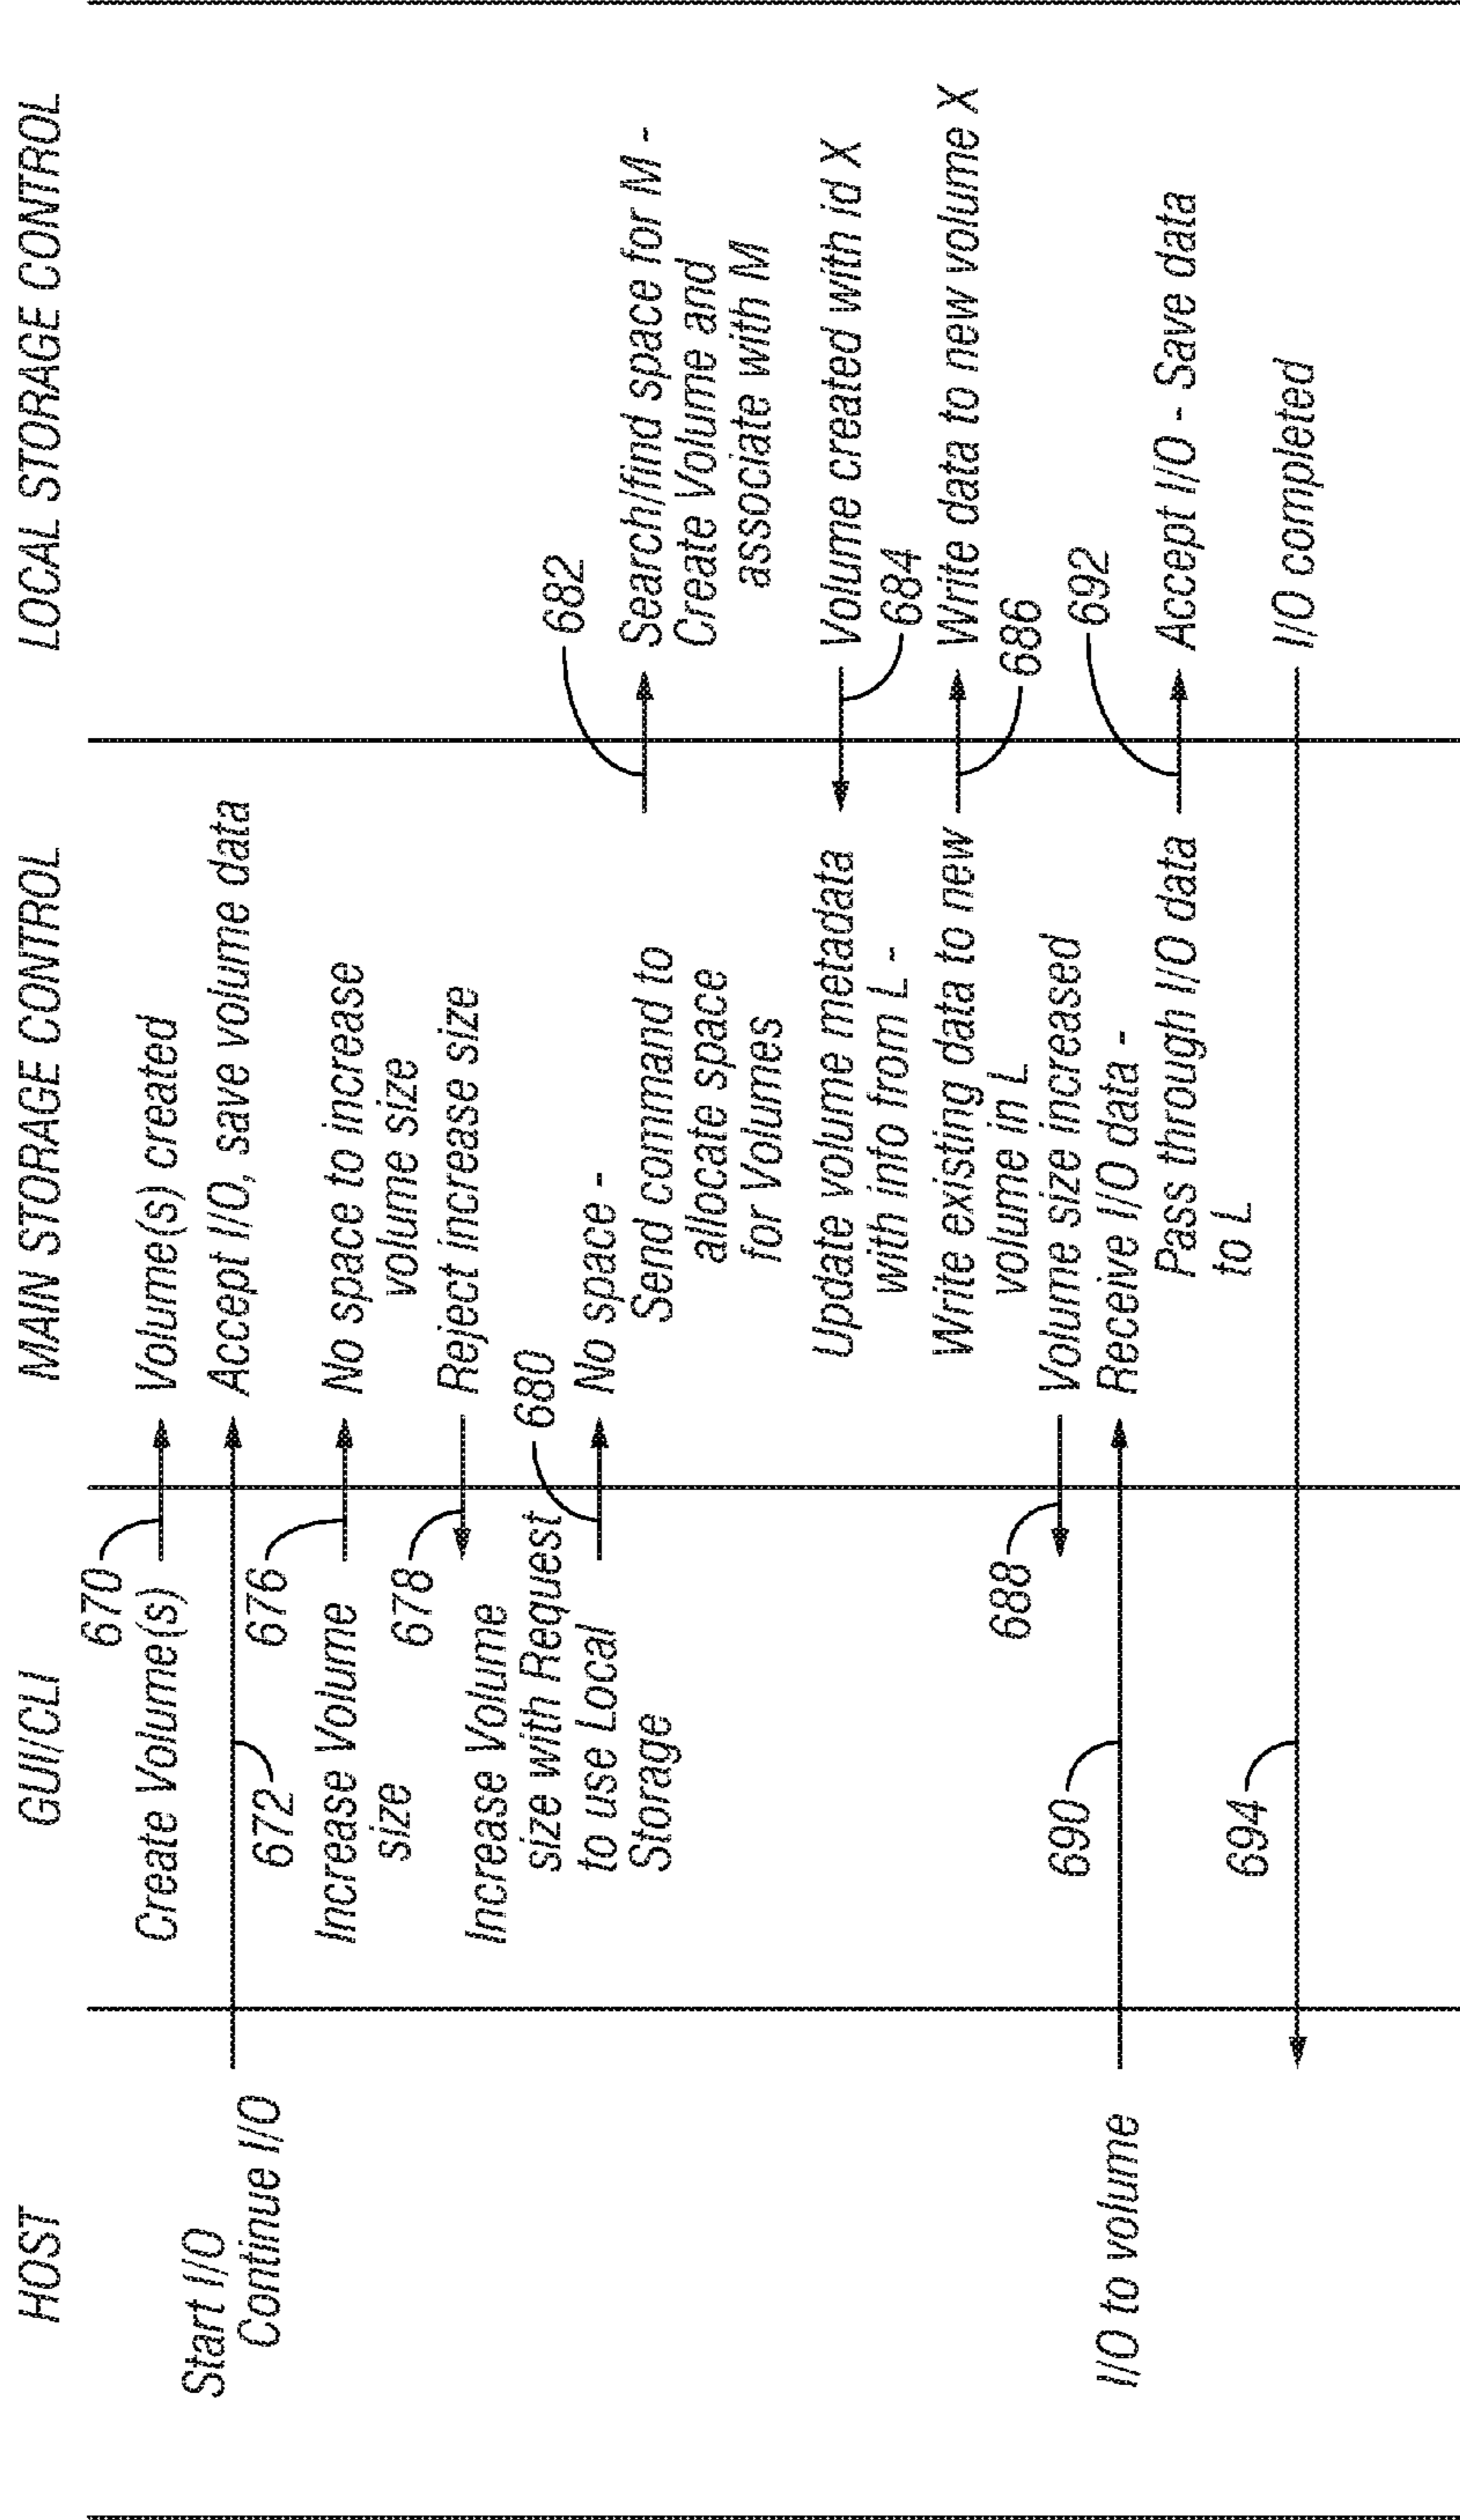 HOST
GUI/CLI
MAIN STORAGE CONTROL
LOCAL STORAGE CONTROL
670
Create Volume(s)
Volume(s) created
Start I/O
Continue I/O
672
Accept I/O, save volume data
676
Increase Volume
size
No space to increase
volume size
678
Reject increase size
Increase Volume
size with Request
to use Local
Storage
680
No space -
Send command to
allocate space
for Volumes
682
Search/find space for M -
Create Volume and
associate with M
Volume created with id X
684
Update volume metadata
with info from L -
Write existing data to new
volume in L
686
Write data to new volume X
688
Volume size increased
I/O to volume
690
Receive I/O data -
Pass through I/O data
to L
692
Accept I/O - Save data
694
I/O completed